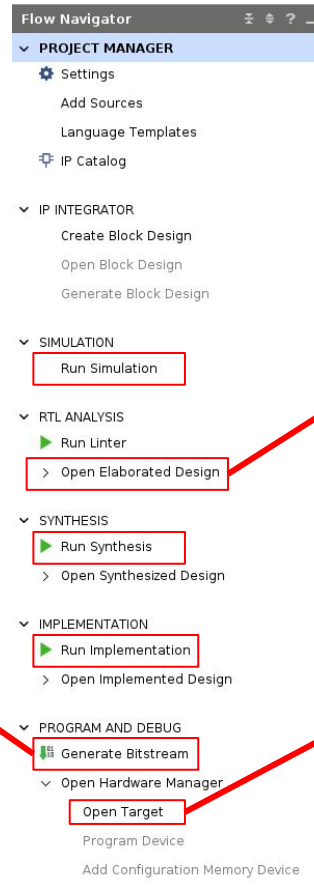 Flow Navigator ?
PROJECT MANAGER
Settings
Add Sources
Language Templates
IP Catalog
IP INTEGRATOR
Create Block Design
Open Block Design
Generate Block Design
SIMULATION
Run Simulation
RTL ANALYSIS
Run Linter
Open Elaborated Design
SYNTHESIS
Run Synthesis
Open Synthesized Design
IMPLEMENTATION
Run Implementation
Open Implemented Design
PROGRAM AND DEBUG
Generate Bitstream
Open Hardware Manager
Open Target
Program Device
Add Configuration Memory Device